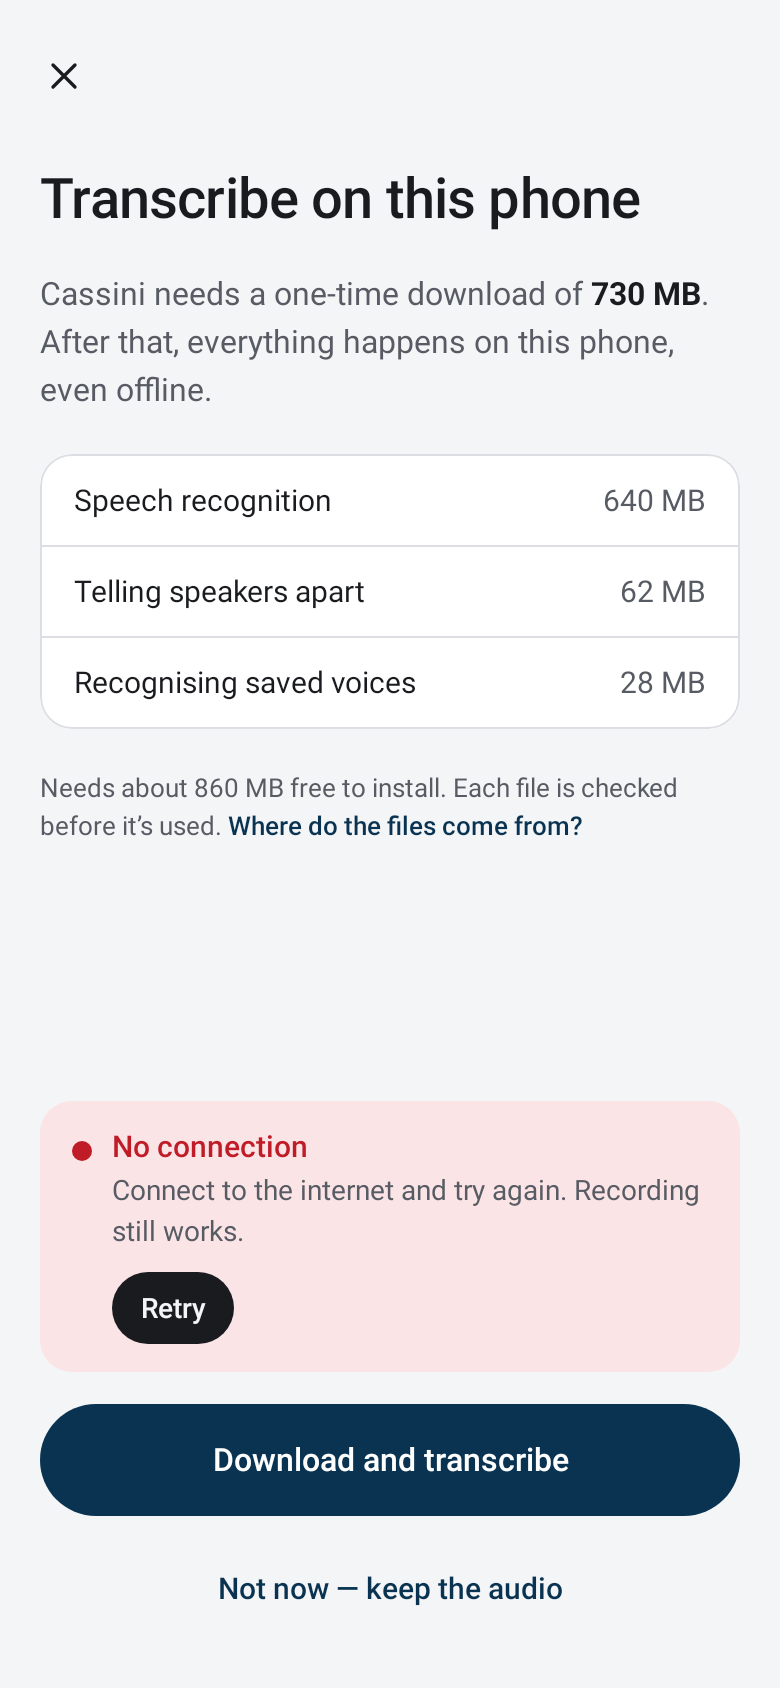 Transcribe on this phone
Cassini needs a one-time download of 730 MB.
After that, everything happens on this phone,
even offline.
Speech recognition 640 MB
Telling speakers apart 62 MB
Recognising saved voices 28 MB
Needs about 860 MB free to install. Each file is checked
before it’s used. Where do the files come from?
No connection
Connect to the internet and try again. Recording
still works.
Retry
Download and transcribe
Not now — keep the audio